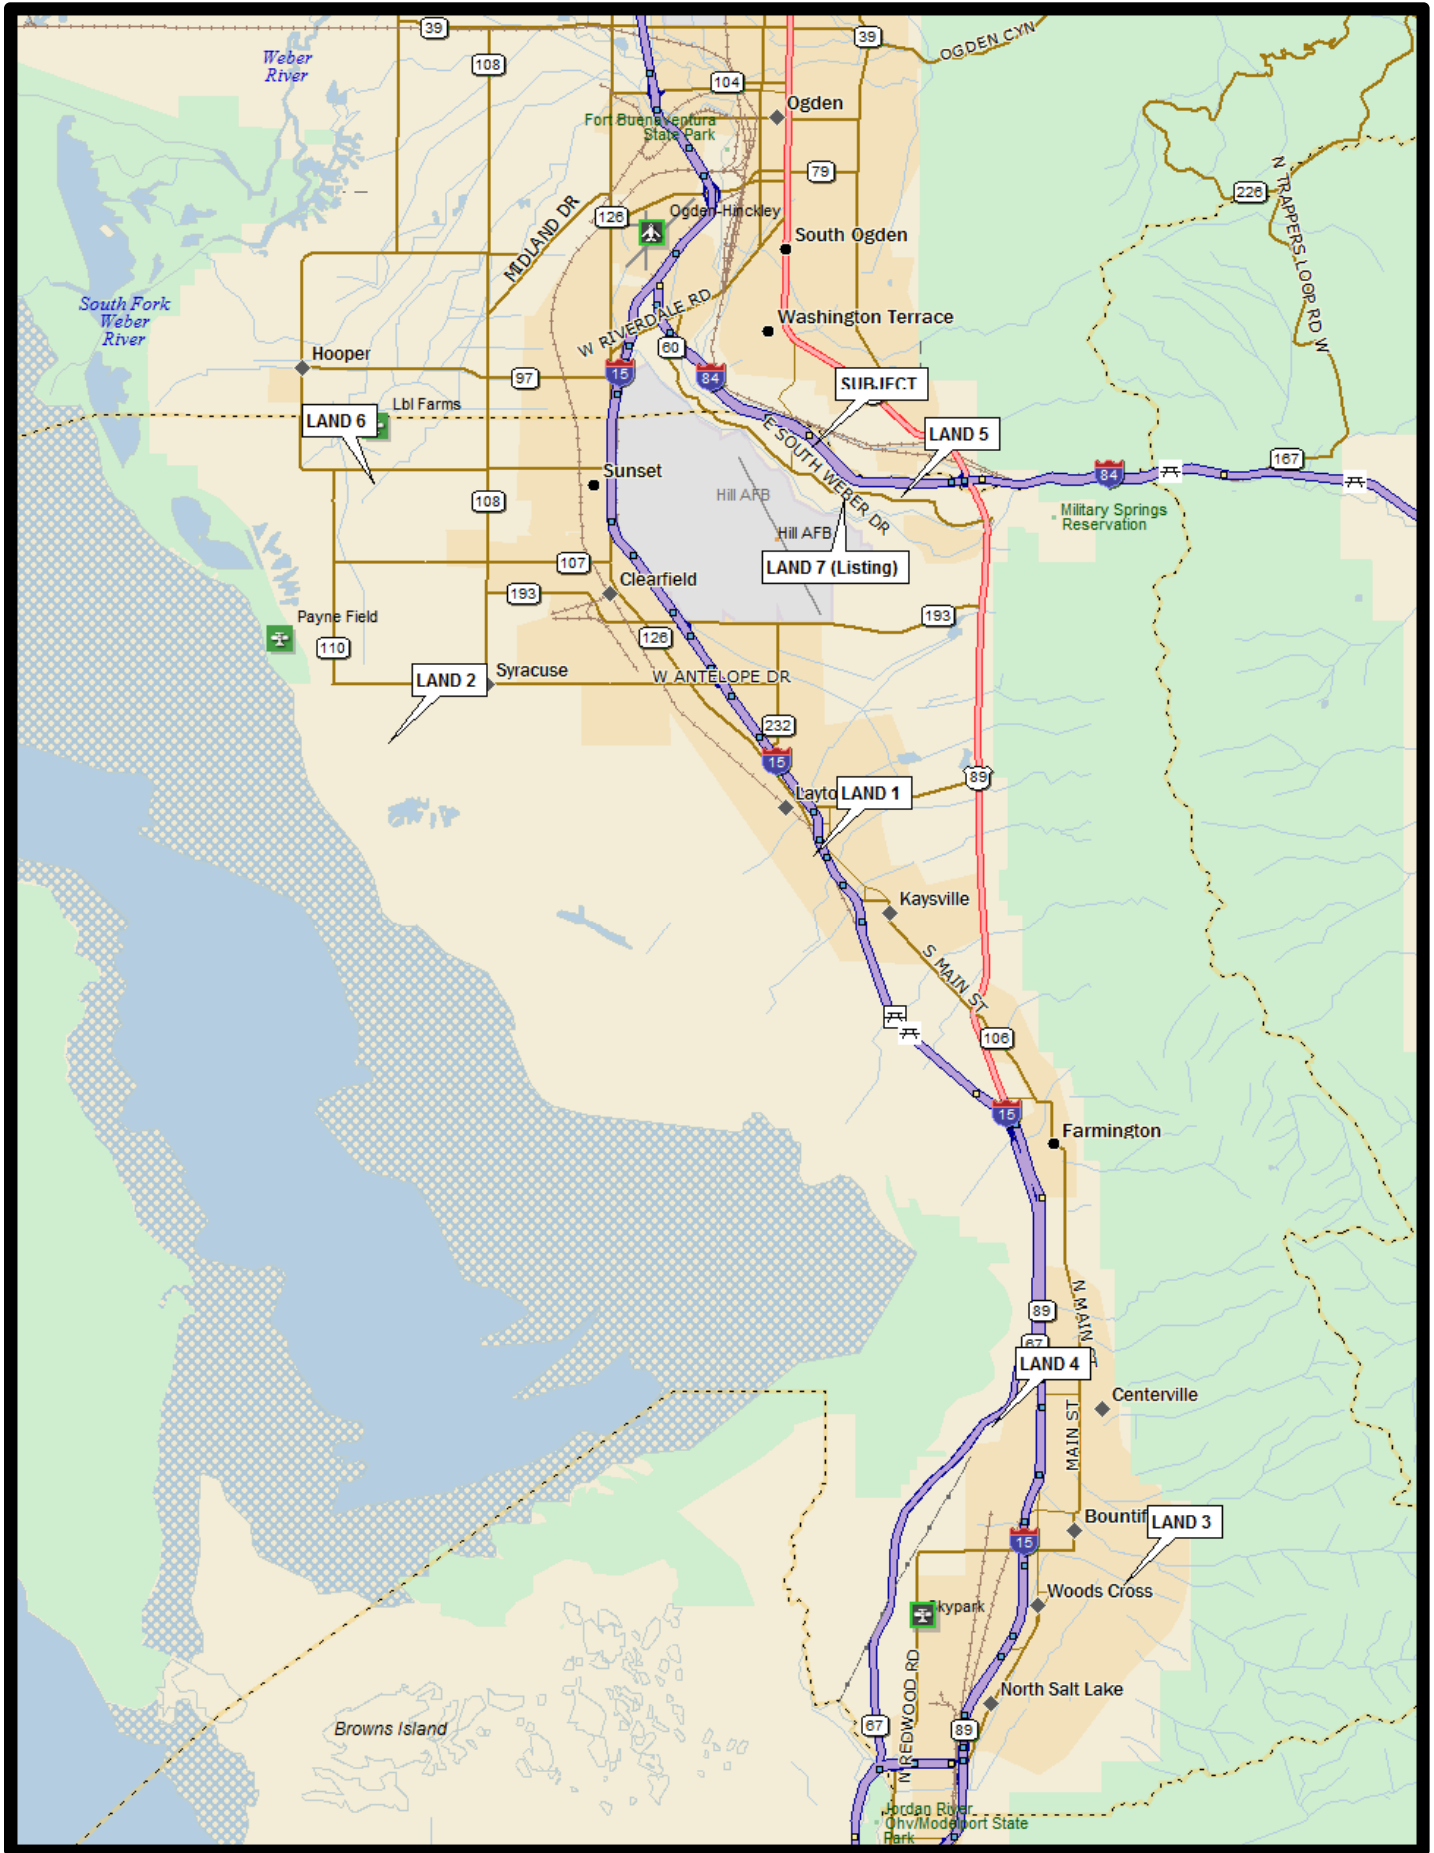 39
39
OGDEN CYN
Weber
River
108
104
Ogden
Fort Buenaventura
State Park
79
N TRAPPERS LOOP RD W
226
126
Ogden-Hinckley
MIDLAND DR
South Ogden
South Fork
Weber
River
W RIVERDALE RD
Washington Terrace
60
Hooper
97
15
84
SUBJECT
LAND 6
Lbl Farms
LAND 5
E SOUTH WEBER DR
167
84
Sunset
108
Hill AFB
Military Springs
Reservation
Hill AFB
107
LAND 7 (Listing)
Clearfield
193
193
Payne Field
110
126
LAND 2
Syracuse
W ANTELOPE DR
232
15
89
LAND 1
Kaysville
S MAIN ST
106
15
Farmington
89
N MAIN
67
LAND 4
Centerville
MAIN ST
LAND 3
15
Woods Cross
Skypark
N REDWOOD RD
North Salt Lake
67
89
Browns Island
Jordan River
Ohv/Modelport State
Park